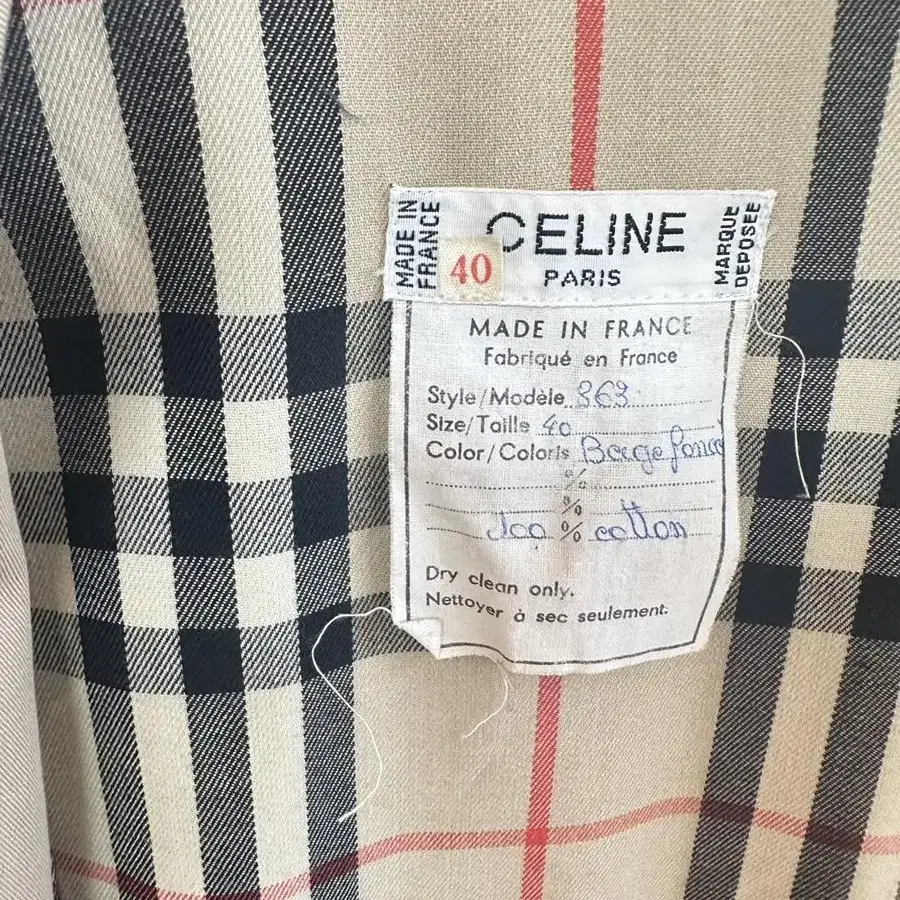 MADE IN
FRANCE
40
CELINE
PARIS
MARQUE
DEPOSEE
MADE IN FRANCE
Fabriqué en France
Style/Modèle 363
Size/Taille 40
Color/Coloris Beige foncé
%
%
100 % cotton
Dry clean only.
Nettoyer à sec seulement.